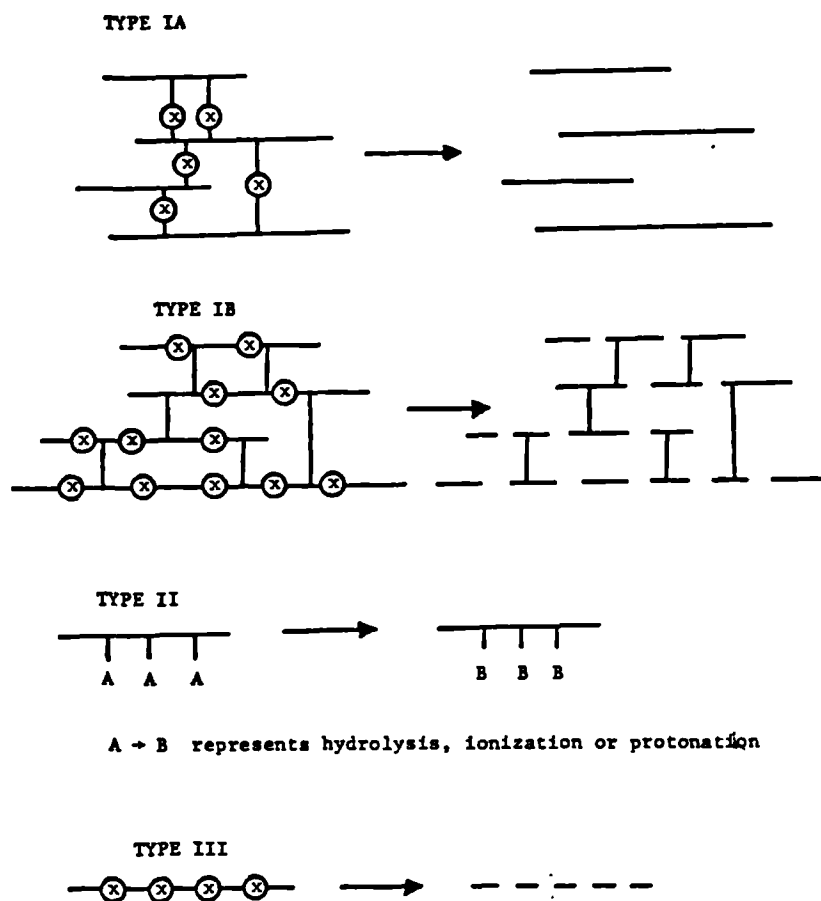 TYPE IA
X X
X X
X
TYPE IB
X X
X X
X X X
X X X X X
TYPE II
A A A
B B B
A → B represents hydrolysis, ionization or protonation
TYPE III
X X X X